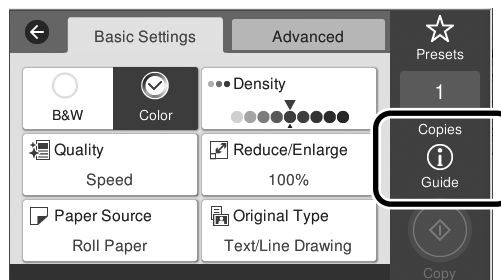 Basic Settings
Advanced
B&W
Color
Density
Quality
Speed
Reduce/Enlarge
100%
Paper Source
Roll Paper
Original Type
Text/Line Drawing
Presets
1
Copies
Guide
Copy